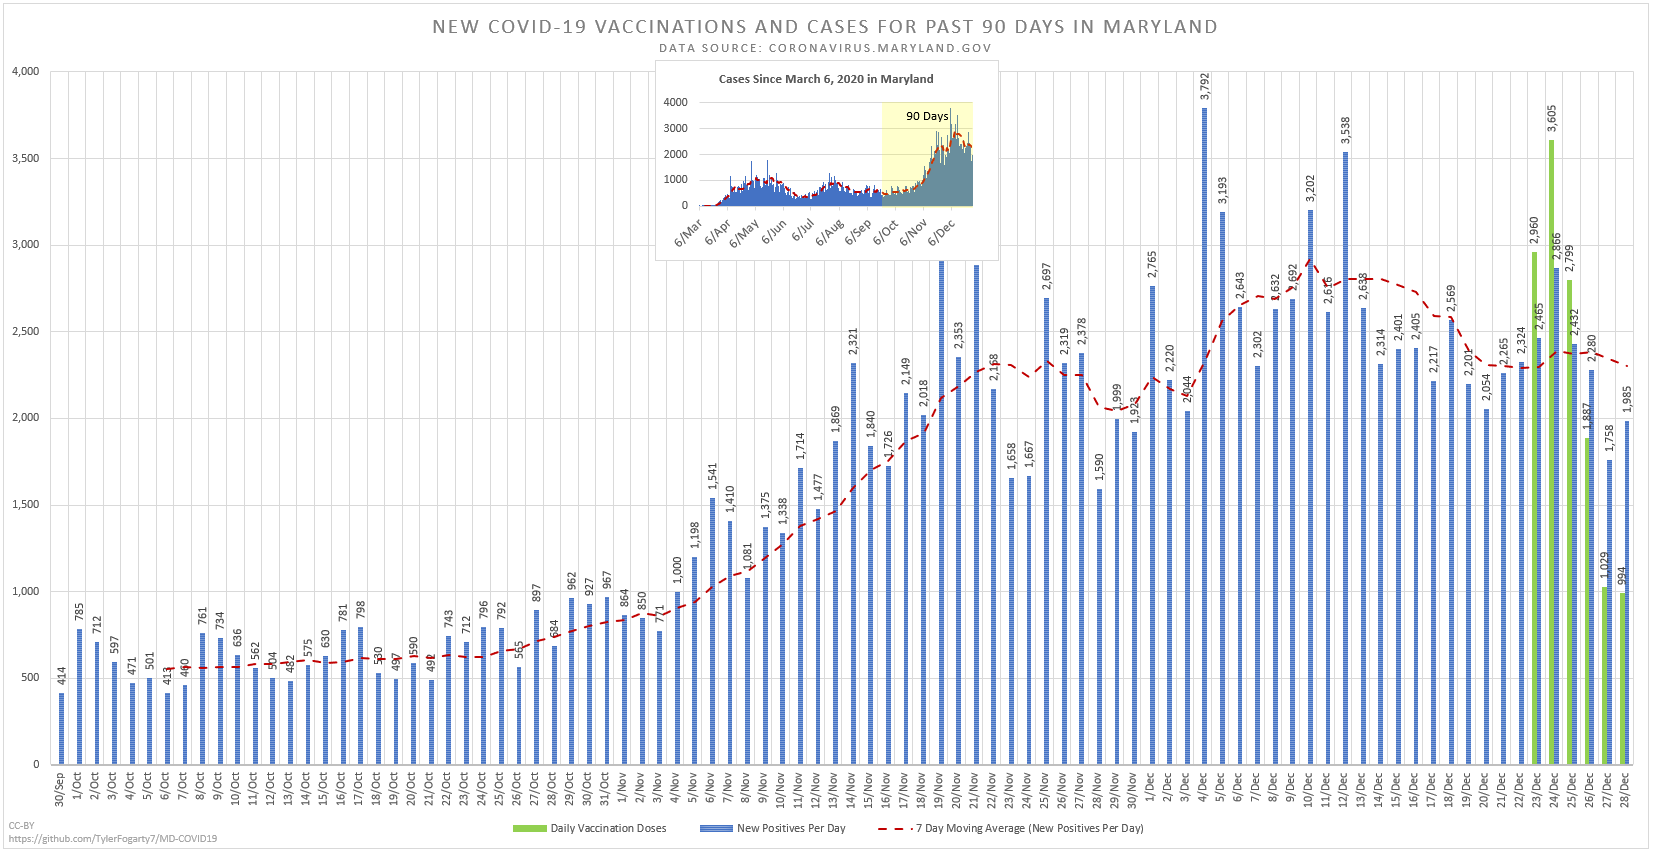 NEW COVID-19 VACCINATIONS AND CASES FOR PAST 90 DAYS IN MARYLAND
DATA SOURCE: CORONAVIRUS.MARYLAND.GOV
Cases Since March 6, 2020 in Maryland
90 Days
4000
3000
2000
1000
0
6/Mar 6/Apr 6/May 6/Jun 6/Jul 6/Aug 6/Sep 6/Oct 6/Nov 6/Dec
4,000
3,500
3,000
2,500
2,000
1,500
1,000
500
0
414 785 712 597 471 501 413 460 761 734 636 562 504 482 575 630 781 798 530 497 590 492 743 712 796 792 565 897 684 962 927 967 864 850 771 1,000 1,198 1,541 1,410 1,081 1,375 1,338 1,714 1,477 1,869 2,321 1,840 1,726 2,149 2,018 2,353 2,168 1,658 1,667 2,697 2,319 2,378 1,590 1,999 1,923 2,765 2,220 2,044 3,792 3,193 2,643 2,302 2,632 2,692 3,202 2,616 3,538 2,638 2,314 2,401 2,405 2,217 2,569 2,201 2,054 2,265 2,324 2,465 2,866 2,432 2,280 1,758 1,985
2,960 3,605 2,799 1,887 1,029 994
30/Sep 1/Oct 2/Oct 3/Oct 4/Oct 5/Oct 6/Oct 7/Oct 8/Oct 9/Oct 10/Oct 11/Oct 12/Oct 13/Oct 14/Oct 15/Oct 16/Oct 17/Oct 18/Oct 19/Oct 20/Oct 21/Oct 22/Oct 23/Oct 24/Oct 25/Oct 26/Oct 27/Oct 28/Oct 29/Oct 30/Oct 31/Oct 1/Nov 2/Nov 3/Nov 4/Nov 5/Nov 6/Nov 7/Nov 8/Nov 9/Nov 10/Nov 11/Nov 12/Nov 13/Nov 14/Nov 15/Nov 16/Nov 17/Nov 18/Nov 19/Nov 20/Nov 21/Nov 22/Nov 23/Nov 24/Nov 25/Nov 26/Nov 27/Nov 28/Nov 29/Nov 30/Nov 1/Dec 2/Dec 3/Dec 4/Dec 5/Dec 6/Dec 7/Dec 8/Dec 9/Dec 10/Dec 11/Dec 12/Dec 13/Dec 14/Dec 15/Dec 16/Dec 17/Dec 18/Dec 19/Dec 20/Dec 21/Dec 22/Dec 23/Dec 24/Dec 25/Dec 26/Dec 27/Dec 28/Dec
CC-BY
https://github.com/TylerFogarty7/MD-COVID19
Daily Vaccination Doses New Positives Per Day 7 Day Moving Average (New Positives Per Day)